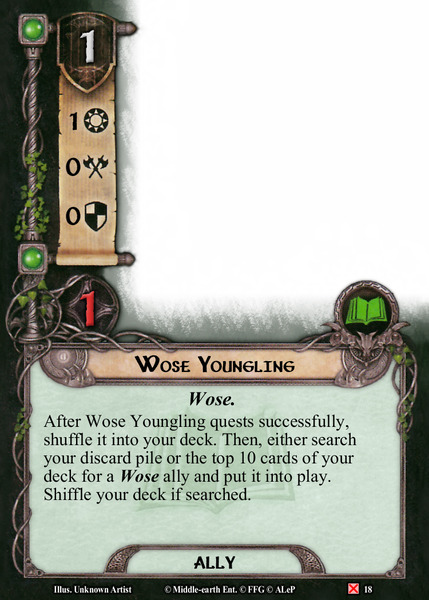 1
1
0
0
1
Wose Youngling
Wose.
After Wose Youngling quests successfully,
shuffle it into your deck. Then, either search
your discard pile or the top 10 cards of your
deck for a Wose ally and put it into play.
Shiffle your deck if searched.
ALLY
Illus. Unknown Artist © Middle-earth Ent. © FFG © ALeP 18